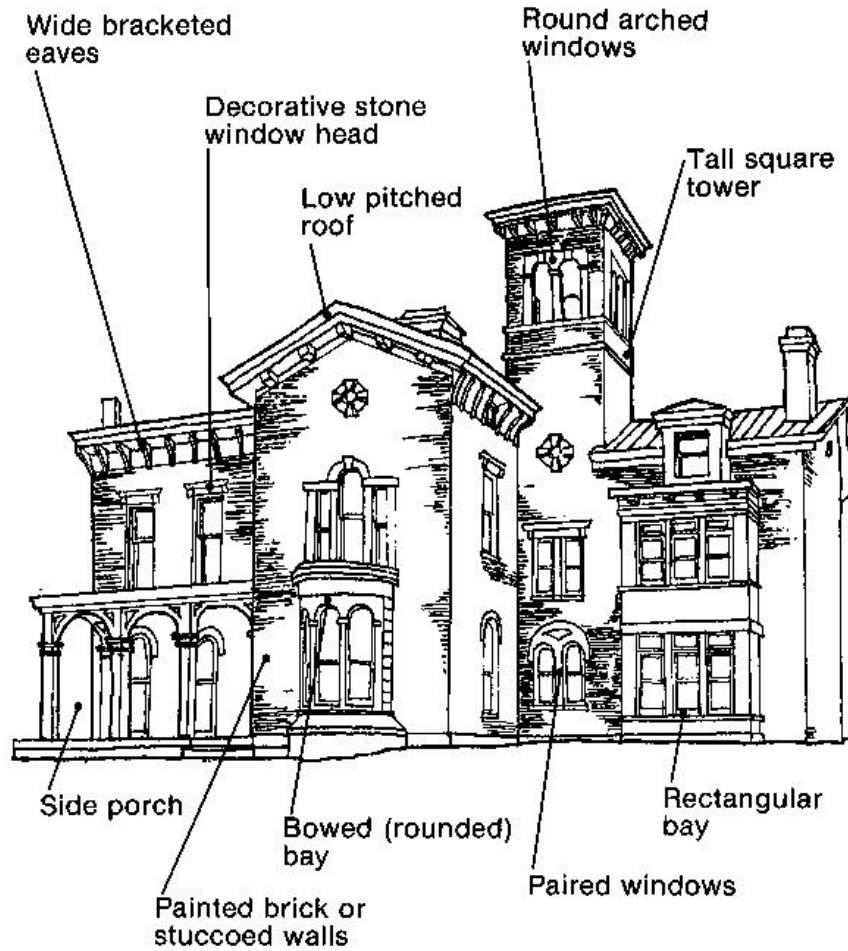 Wide bracketed
eaves
Round arched
windows
Decorative stone
window head
Tall square
tower
Low pitched
roof
Side porch
Bowed (rounded)
bay
Rectangular
bay
Paired windows
Painted brick or
stuccoed walls